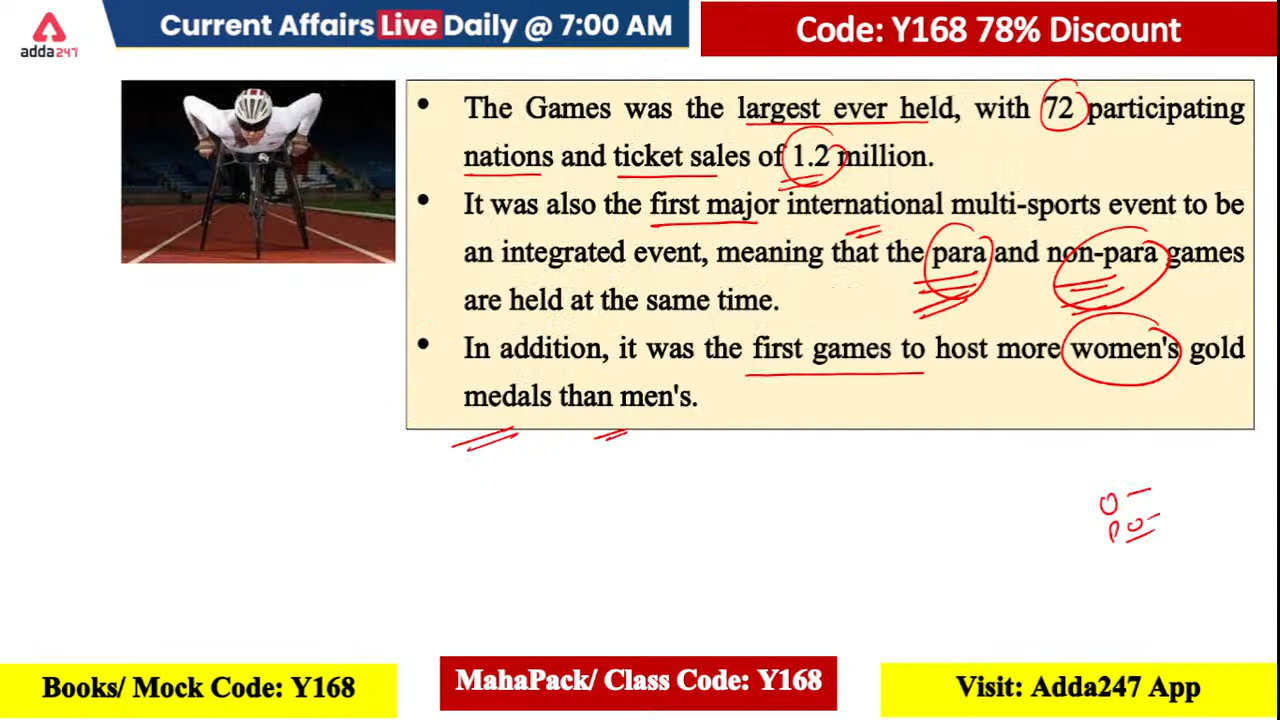 Current Affairs Live Daily @ 7:00 AM
Code: Y168 78% Discount
adda247
• The Games was the largest ever held, with 72 participating
nations and ticket sales of 1.2 million.
• It was also the first major international multi-sports event to be
an integrated event, meaning that the para and non-para games
are held at the same time.
• In addition, it was the first games to host more women's gold
medals than men's.
O -
PO -
Books/ Mock Code: Y168
MahaPack/ Class Code: Y168
Visit: Adda247 App